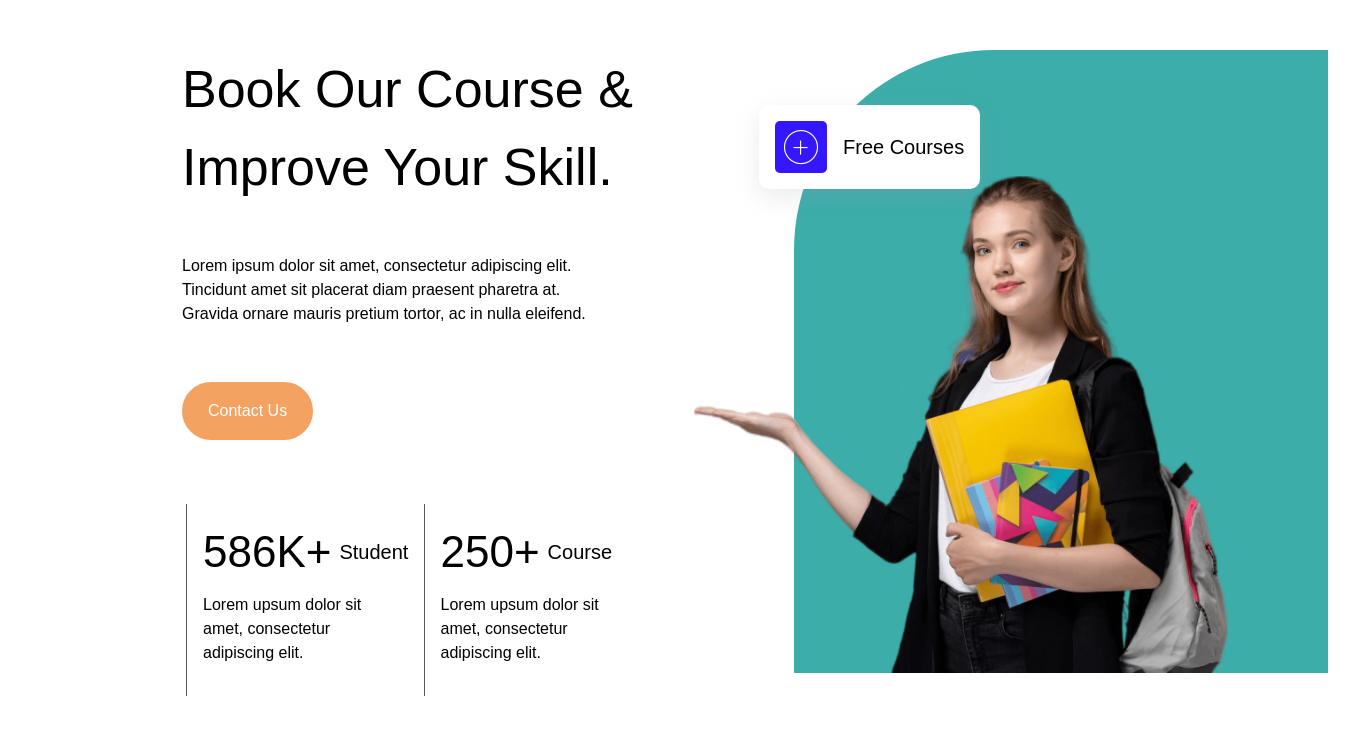 Book Our Course &
Improve Your Skill.
Lorem ipsum dolor sit amet, consectetur adipiscing elit.
Tincidunt amet sit placerat diam praesent pharetra at.
Gravida ornare mauris pretium tortor, ac in nulla eleifend.
Contact Us
586K+ Student
Lorem upsum dolor sit
amet, consectetur
adipiscing elit.
250+ Course
Lorem upsum dolor sit
amet, consectetur
adipiscing elit.
Free Courses